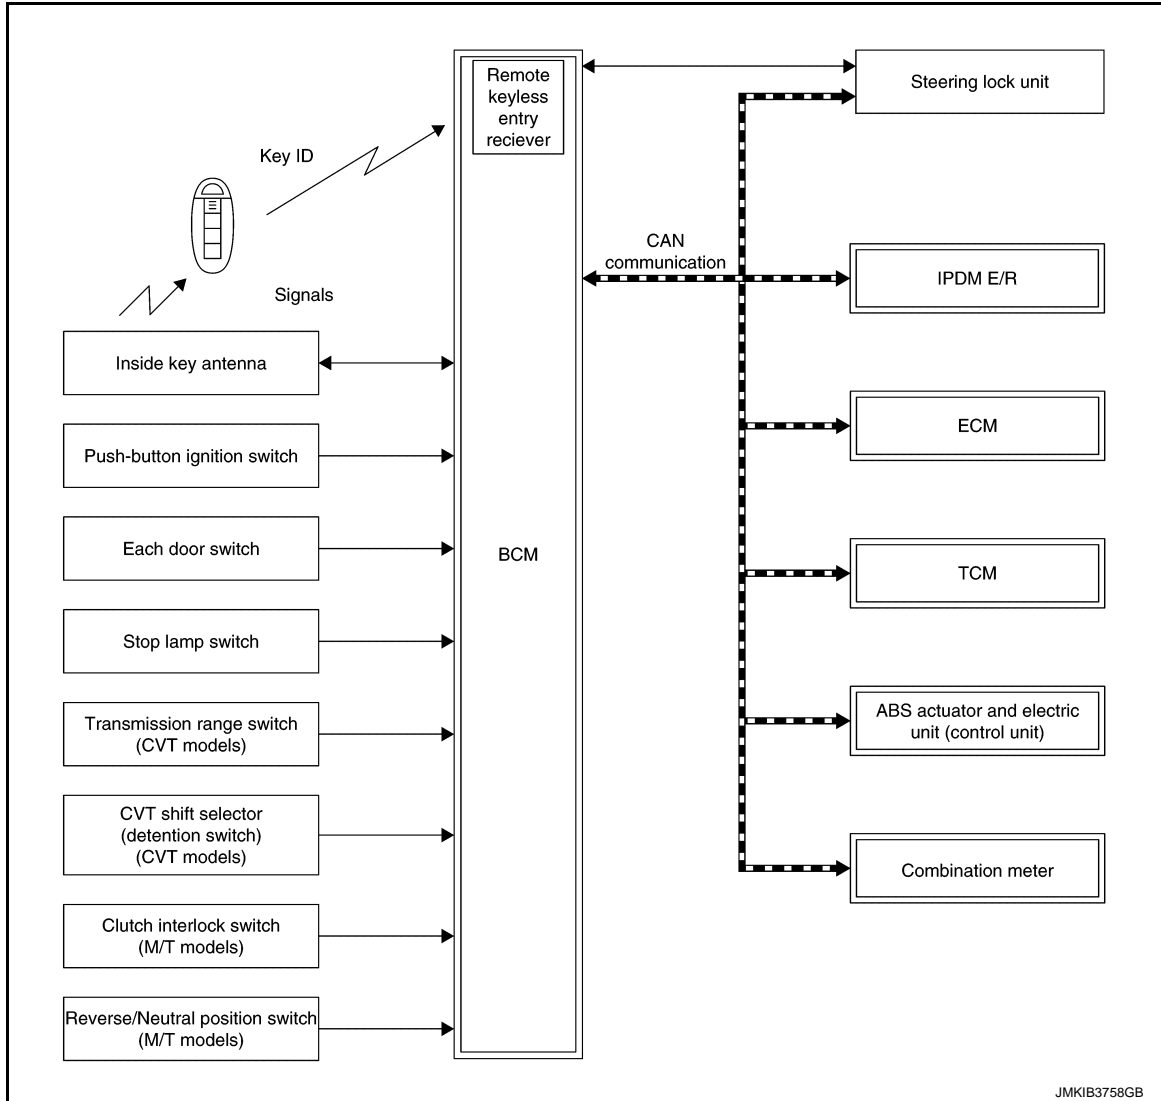 Remote
keyless
entry
reciever
Steering lock unit
Key ID
CAN
communication
IPDM E/R
Signals
Inside key antenna
ECM
Push-button ignition switch
Each door switch
BCM
TCM
Stop lamp switch
Transmission range switch
(CVT models)
ABS actuator and electric
unit (control unit)
CVT shift selector
(detention switch)
(CVT models)
Combination meter
Clutch interlock switch
(M/T models)
Reverse/Neutral position switch
(M/T models)
JMKIB3758GB